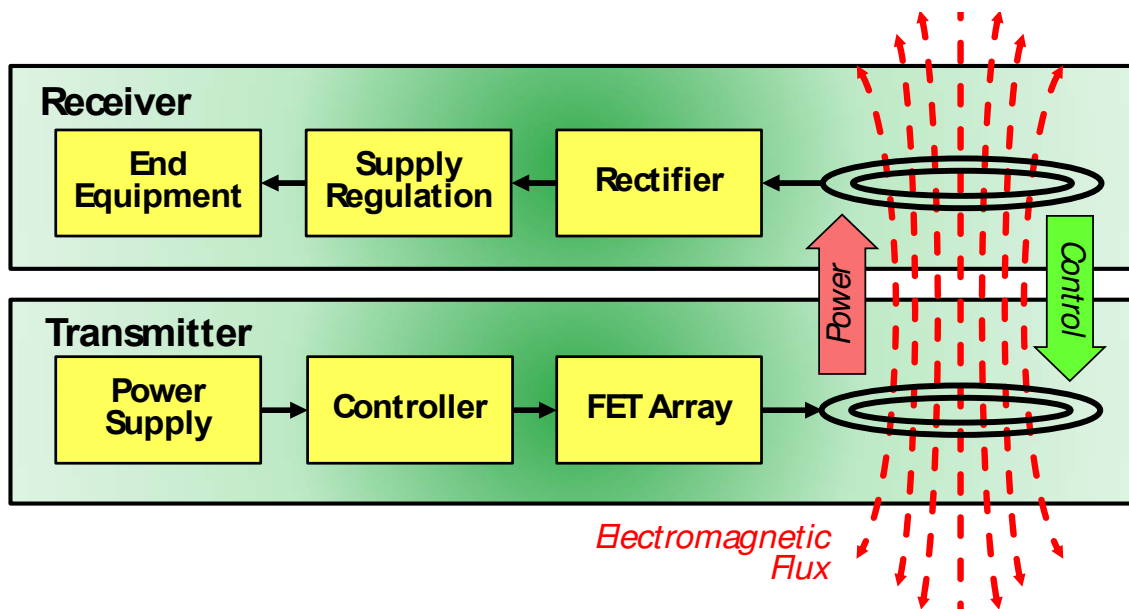 Receiver
End
Equipment
Supply
Regulation
Rectifier
Power
Control
Transmitter
Power
Supply
Controller
FET Array
Electromagnetic
Flux